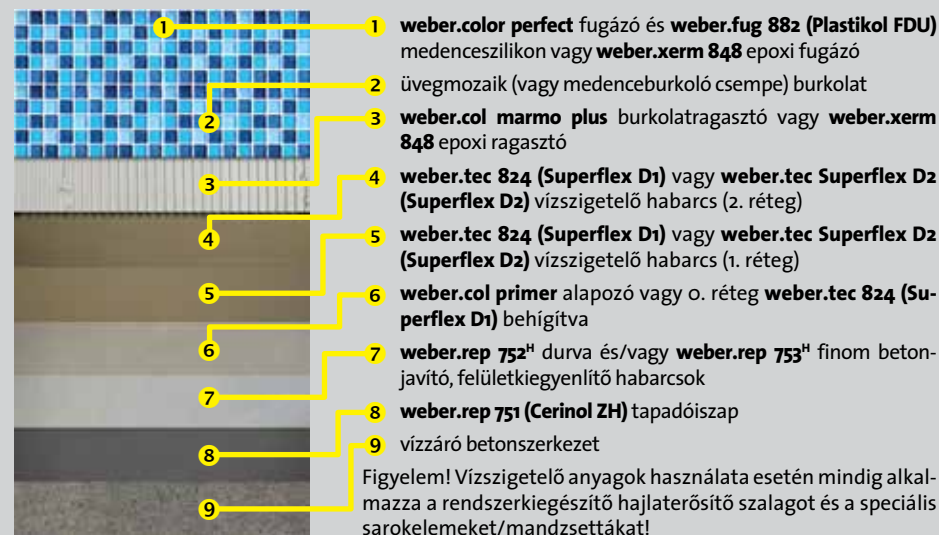 1 weber.color perfect fugázó és weber.fug 882 (Plastikol FDU)
medenceszilikon vagy weber.xerm 848 epoxi fugázó
2 üvegmozaik (vagy medenceburkoló csempe) burkolat
3 weber.col marmo plus burkolatragasztó vagy weber.xerm
848 epoxi ragasztó
4 weber.tec 824 (Superflex D1) vagy weber.tec Superflex D2
(Superflex D2) vízszigetelő habarcs (2. réteg)
5 weber.tec 824 (Superflex D1) vagy weber.tec Superflex D2
(Superflex D2) vízszigetelő habarcs (1. réteg)
6 weber.col primer alapozó vagy 0. réteg weber.tec 824 (Su-
perflex D1) behígítva
7 weber.rep 752ᴴ durva és/vagy weber.rep 753ᴴ finom beton-
javító, felületkiegyenlítő habarcsok
8 weber.rep 751 (Cerinol ZH) tapadóiszap
9 vízzáró betonszerkezet
Figyelem! Vízszigetelő anyagok használata esetén mindig alkal-
mazza a rendszerkiegészítő hajlaterősítő szalagot és a speciális
sarokelemeket/mandzsettákat!
1
2
3
4
5
6
7
8
9